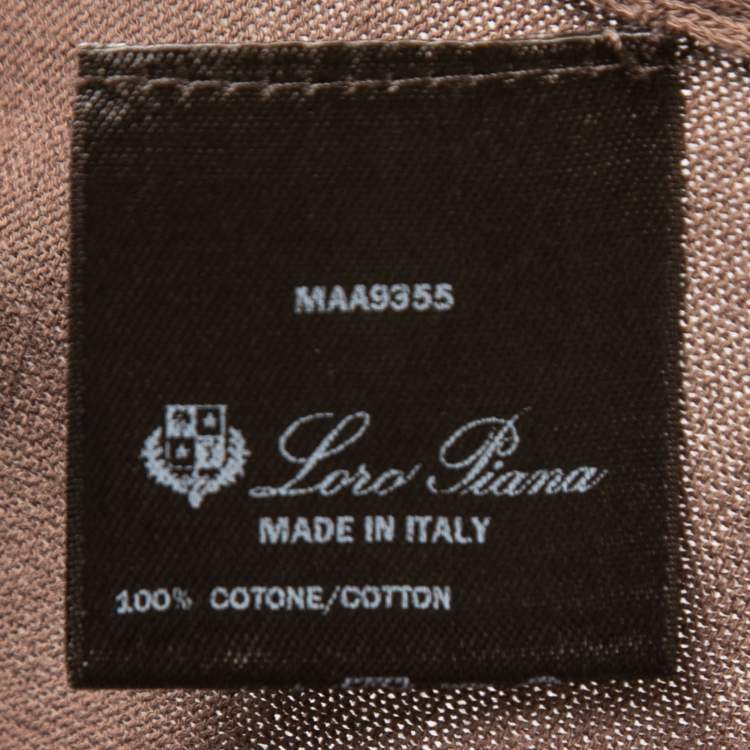 MAA9355
Loro Piana
MADE IN ITALY
100% COTONE/COTTON